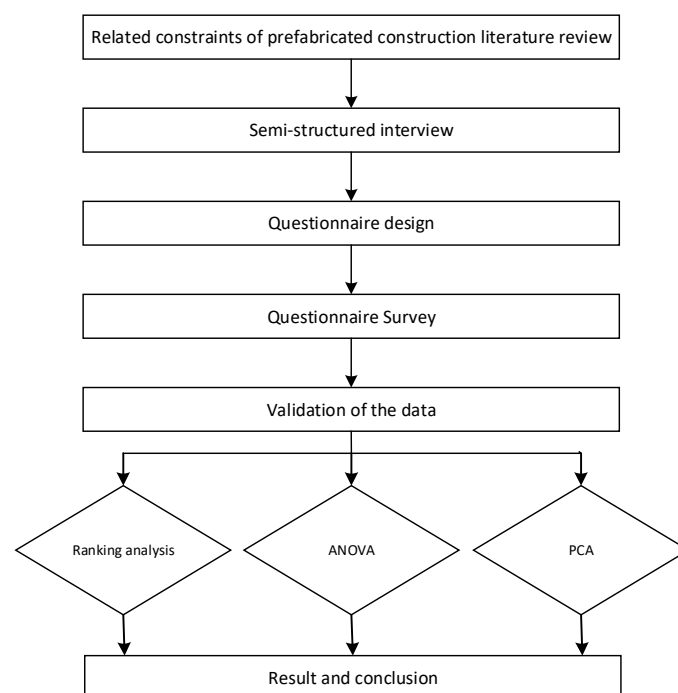 Related constraints of prefabricated construction literature review
Semi-structured interview
Questionnaire design
Questionnaire Survey
Validation of the data
Ranking analysis
ANOVA
PCA
Result and conclusion